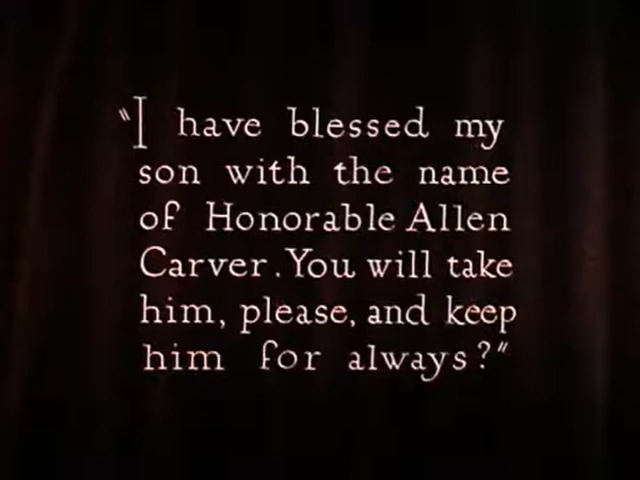 "I have blessed my
son with the name
of Honorable Allen
Carver. You will take
him, please, and keep
him for always?"